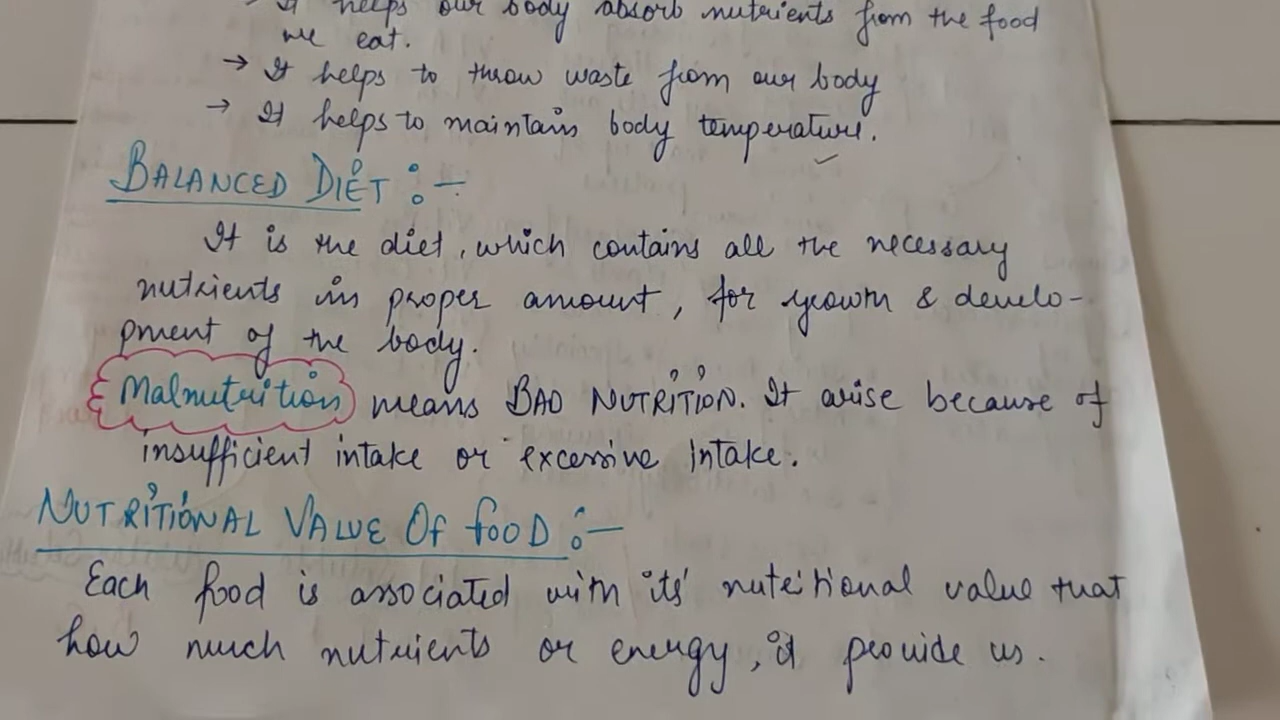 → It helps our body absorb nutrients from the food
we eat.
→ It helps to throw waste from our body
→ It helps to maintain body temperature.
BALANCED DIET :-
It is the diet, which contains all the necessary
nutrients in proper amount, for growth & develo-
pment of the body.
Malnutrition means BAD NUTRITION. It arise because of
insufficient intake or excessive intake.
NUTRITIONAL VALUE OF FOOD :-
Each food is associated with its' nutritional value that
how much nutrients or energy, it provide us.